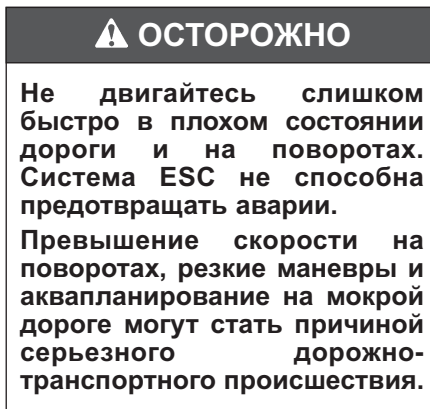 ОСТОРОЖНО
Не двигайтесь слишком
быстро в плохом состоянии
дороги и на поворотах.
Система ESC не способна
предотвращать аварии.
Превышение скорости на
поворотах, резкие маневры и
аквапланирование на мокрой
дороге могут стать причиной
серьезного дорожно-
транспортного происшествия.